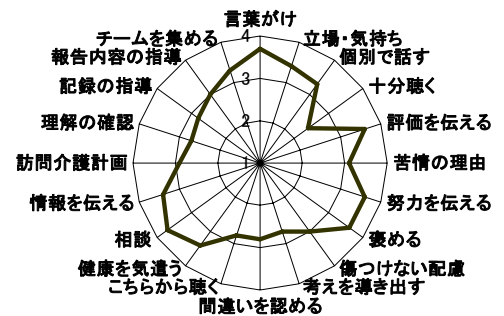 言葉がけ
立場・気持ち
個別で話す
十分聴く
評価を伝える
苦情の理由
努力を伝える
褒める
傷つけない配慮
考えを導き出す
間違いを認める
こちらから聴く
健康を気遣う
相談
情報を伝える
訪問介護計画
理解の確認
記録の指導
報告内容の指導
チームを集める
4
3
2
1